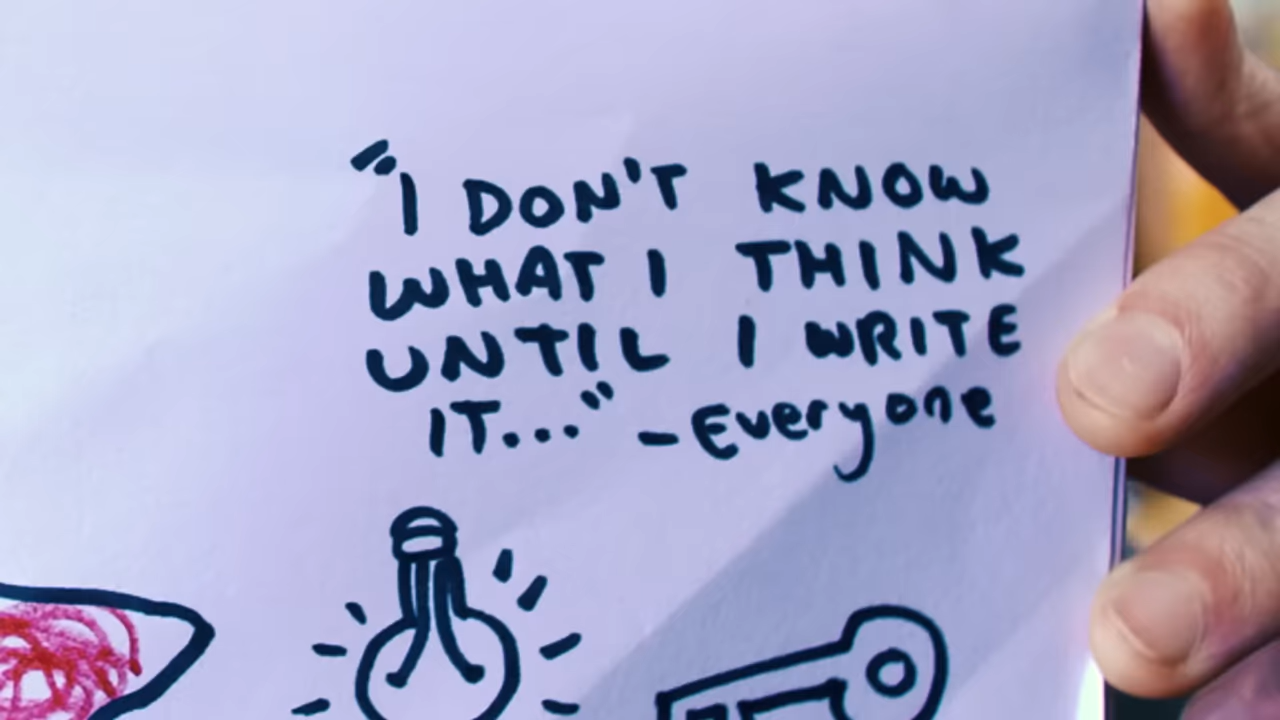 "I DON'T KNOW
WHAT I THINK
UNTIL I WRITE
IT..." -Everyone